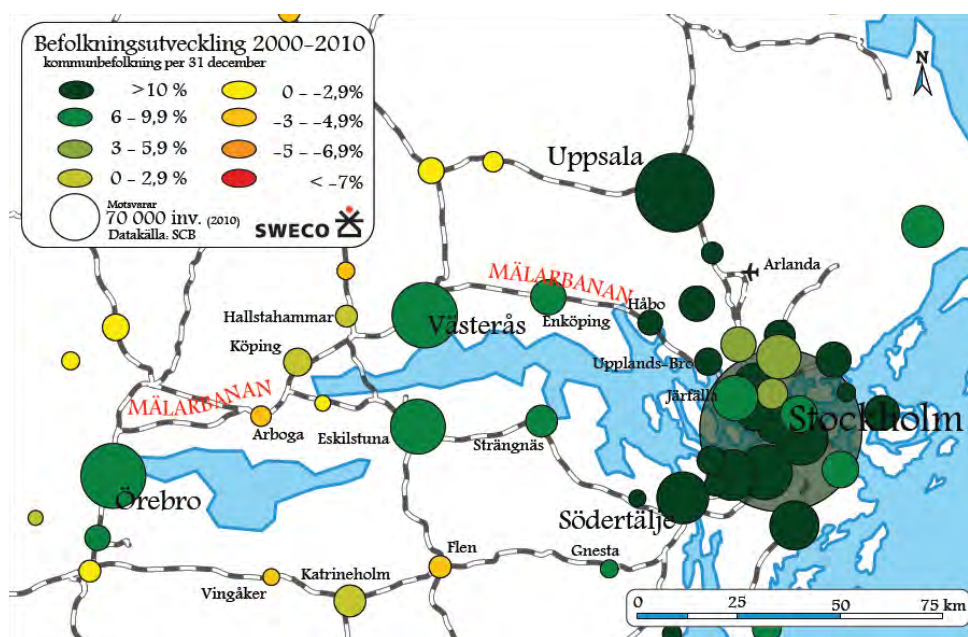 Befolkningsutveckling 2000-2010
kommunbefolkning per 31 december
>10 %
0 - -2,9%
6 - 9,9 %
-3 - -4,9%
3 - 5,9 %
-5 - -6,9%
0 - 2,9 %
< -7%
Motsvarar
70 000 inv. (2010)
Datakälla: SCB
SWECO
N
Uppsala
Arlanda
MÄLARBANAN
Håbo
Hallstahammar
Västerås
Enköping
Köping
Upplands-Bro
MÄLARBANAN
Järfälla
Stockholm
Arboga
Eskilstuna
Strängnäs
Örebro
Södertälje
Flen
Gnesta
Vingåker
Katrineholm
0 25 50 75 km